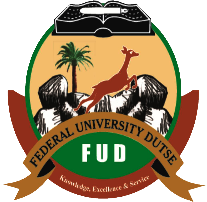 FEDERAL UNIVERSITY DUTSE
FUD
Knowledge, Excellence & Service